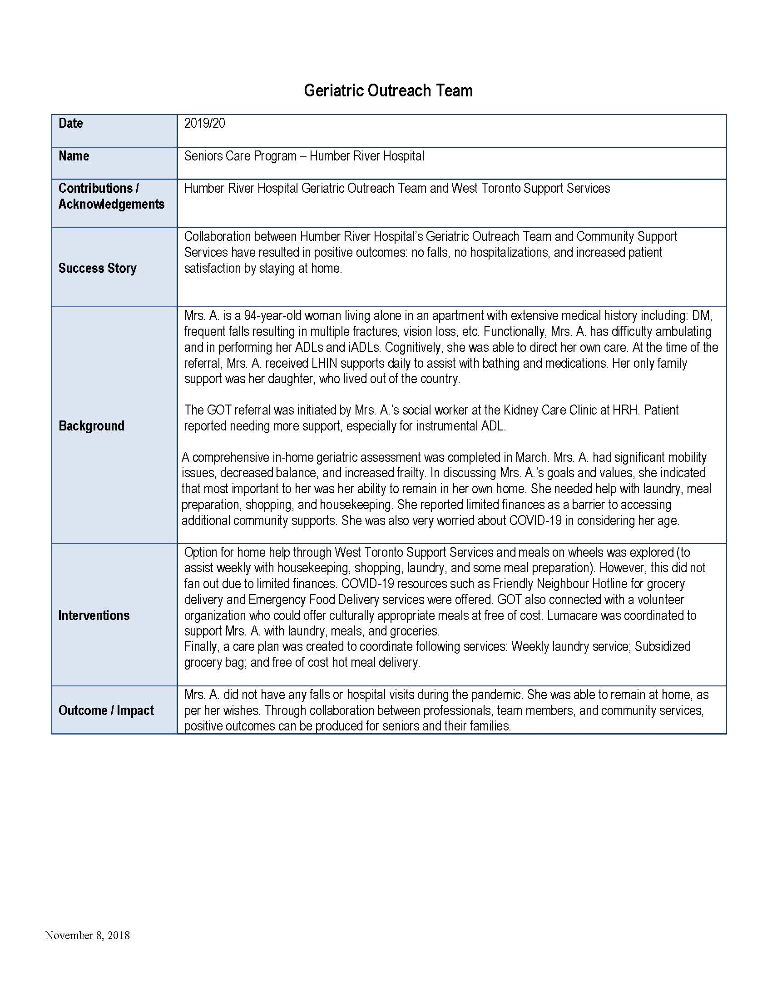 Geriatric Outreach Team
Date
2019/20
Name
Seniors Care Program – Humber River Hospital
Contributions /
Acknowledgements
Humber River Hospital Geriatric Outreach Team and West Toronto Support Services
Success Story
Collaboration between Humber River Hospital’s Geriatric Outreach Team and Community Support
Services have resulted in positive outcomes: no falls, no hospitalizations, and increased patient
satisfaction by staying at home.
Background
Mrs. A. is a 94-year-old woman living alone in an apartment with extensive medical history including: DM,
frequent falls resulting in multiple fractures, vision loss, etc. Functionally, Mrs. A. has difficulty ambulating
and in performing her ADLs and iADLs. Cognitively, she was able to direct her own care. At the time of the
referral, Mrs. A. received LHIN supports daily to assist with bathing and medications. Her only family
support was her daughter, who lived out of the country.
The GOT referral was initiated by Mrs. A.’s social worker at the Kidney Care Clinic at HRH. Patient
reported needing more support, especially for instrumental ADL.
A comprehensive in-home geriatric assessment was completed in March. Mrs. A. had significant mobility
issues, decreased balance, and increased frailty. In discussing Mrs. A.’s goals and values, she indicated
that most important to her was her ability to remain in her own home. She needed help with laundry, meal
preparation, shopping, and housekeeping. She reported limited finances as a barrier to accessing
additional community supports. She was also very worried about COVID-19 in considering her age.
Interventions
Option for home help through West Toronto Support Services and meals on wheels was explored (to
assist weekly with housekeeping, shopping, laundry, and some meal preparation). However, this did not
fan out due to limited finances. COVID-19 resources such as Friendly Neighbour Hotline for grocery
delivery and Emergency Food Delivery services were offered. GOT also connected with a volunteer
organization who could offer culturally appropriate meals at free of cost. Lumacare was coordinated to
support Mrs. A. with laundry, meals, and groceries.
Finally, a care plan was created to coordinate following services: Weekly laundry service; Subsidized
grocery bag; and free of cost hot meal delivery.
Outcome / Impact
Mrs. A. did not have any falls or hospital visits during the pandemic. She was able to remain at home, as
per her wishes. Through collaboration between professionals, team members, and community services,
positive outcomes can be produced for seniors and their families.
November 8, 2018